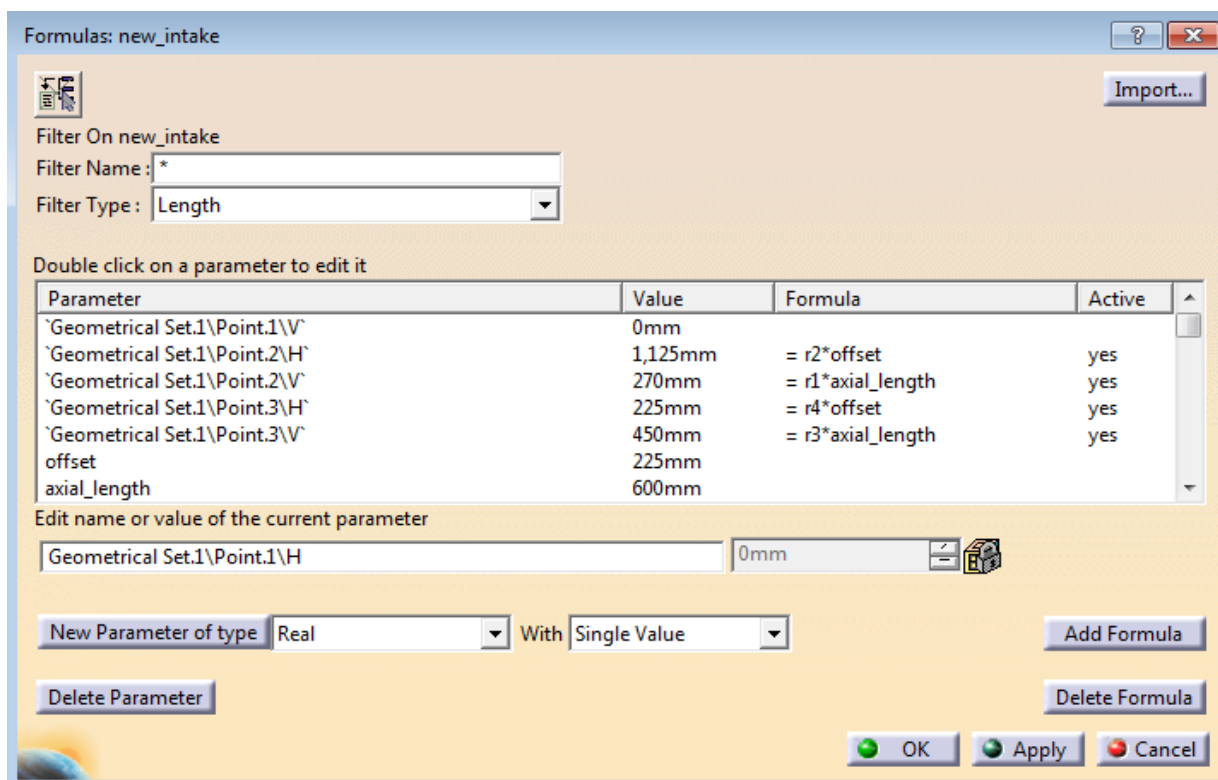 Formulas: new_intake
Import...
Filter On new_intake
Filter Name : *
Filter Type : Length
Double click on a parameter to edit it
Parameter Value Formula Active
`Geometrical Set.1\Point.1\V` 0mm
`Geometrical Set.1\Point.2\H` 1,125mm = r2*offset yes
`Geometrical Set.1\Point.2\V` 270mm = r1*axial_length yes
`Geometrical Set.1\Point.3\H` 225mm = r4*offset yes
`Geometrical Set.1\Point.3\V` 450mm = r3*axial_length yes
offset 225mm
axial_length 600mm
Edit name or value of the current parameter
Geometrical Set.1\Point.1\H 0mm
New Parameter of type Real With Single Value Add Formula
Delete Parameter Delete Formula
OK Apply Cancel